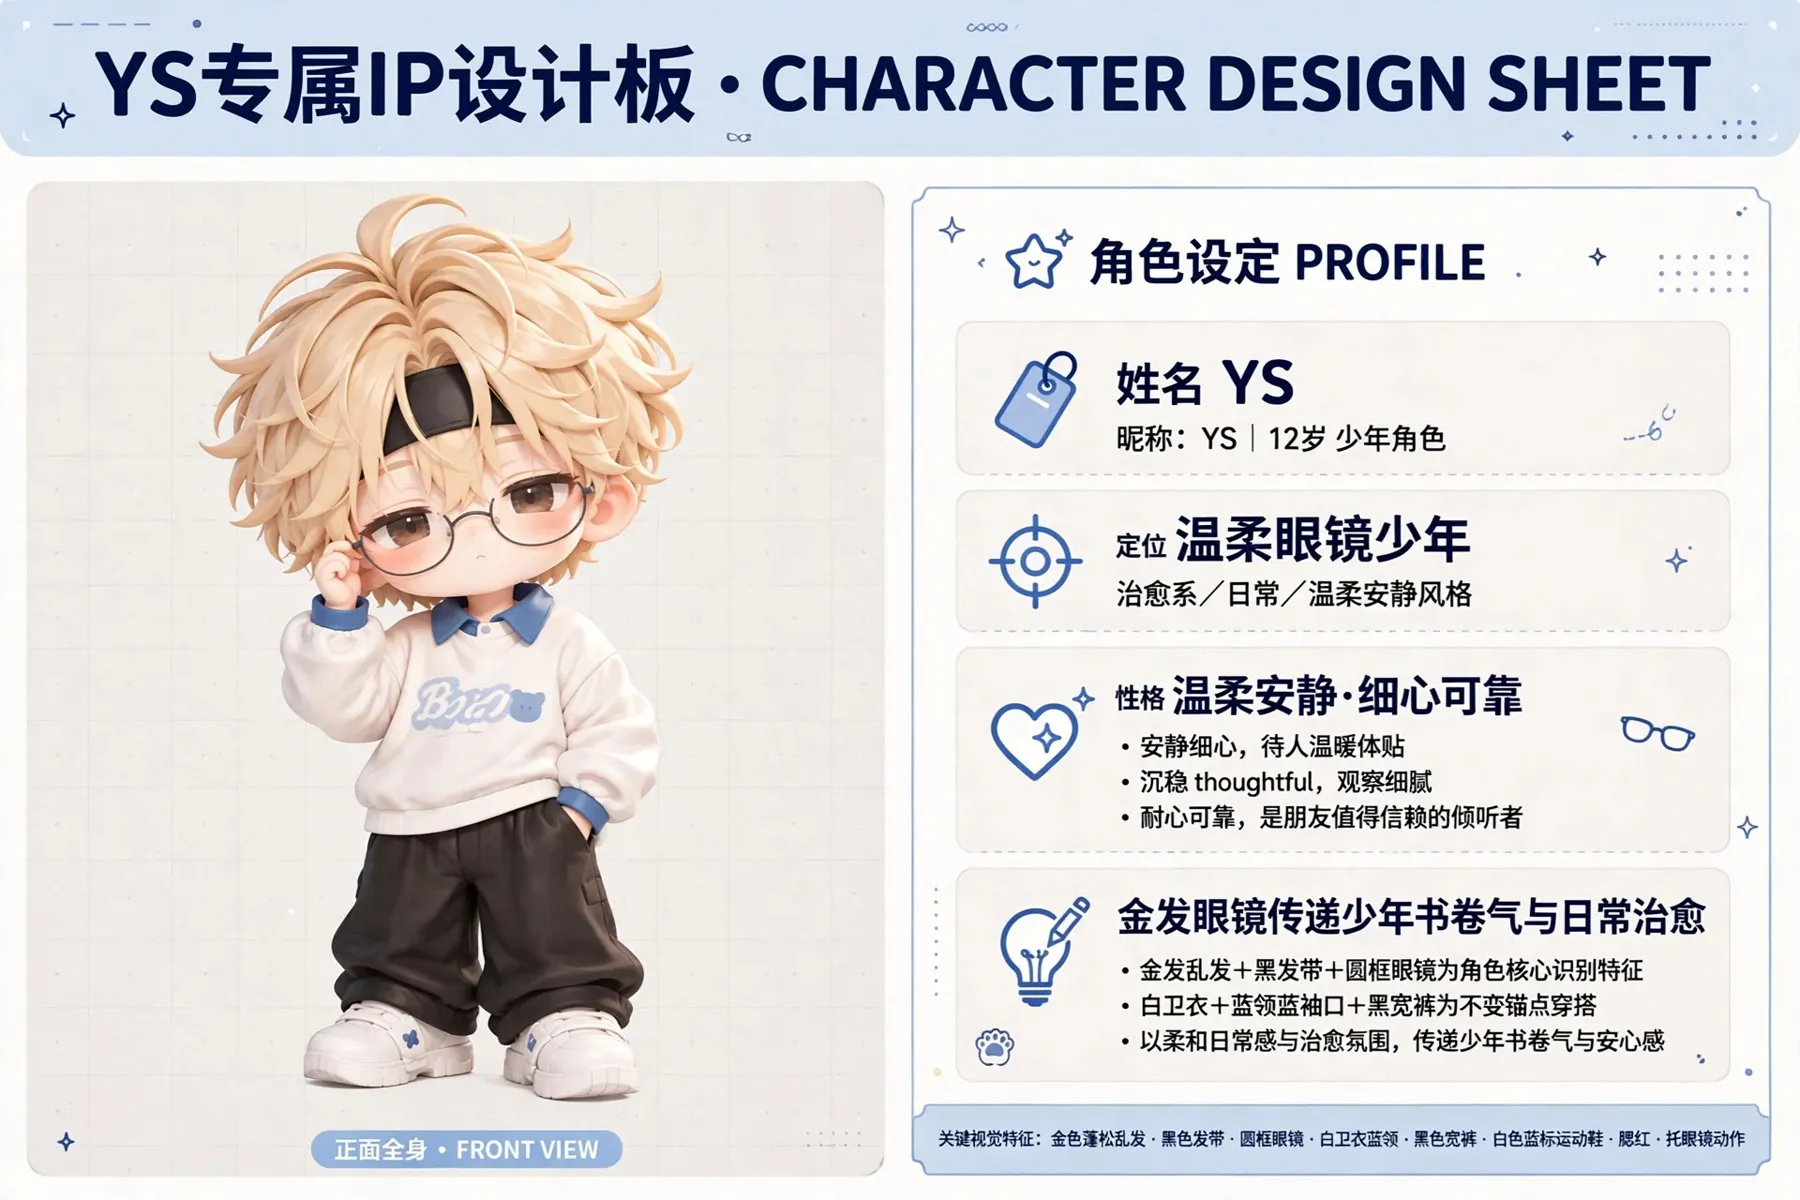 YS专属IP设计板·CHARACTER DESIGN SHEET
正面全身·FRONT VIEW
角色设定 PROFILE
姓名 YS
昵称：YS｜12岁 少年角色
定位 温柔眼镜少年
治愈系／日常／温柔安静风格
性格 温柔安静·细心可靠
• 安静细心，待人温暖体贴
• 沉稳 thoughtful，观察细腻
• 耐心可靠，是朋友值得信赖的倾听者
金发眼镜传递少年书卷气与日常治愈
• 金发乱发＋黑发带＋圆框眼镜为角色核心识别特征
• 白卫衣＋蓝领蓝袖口＋黑宽裤为不变锚点穿搭
• 以柔和日常感与治愈氛围，传递少年书卷气与安心感
关键视觉特征：金色蓬松乱发·黑色发带·圆框眼镜·白卫衣蓝领·黑色宽裤·白色蓝标运动鞋·腮红·托眼镜动作